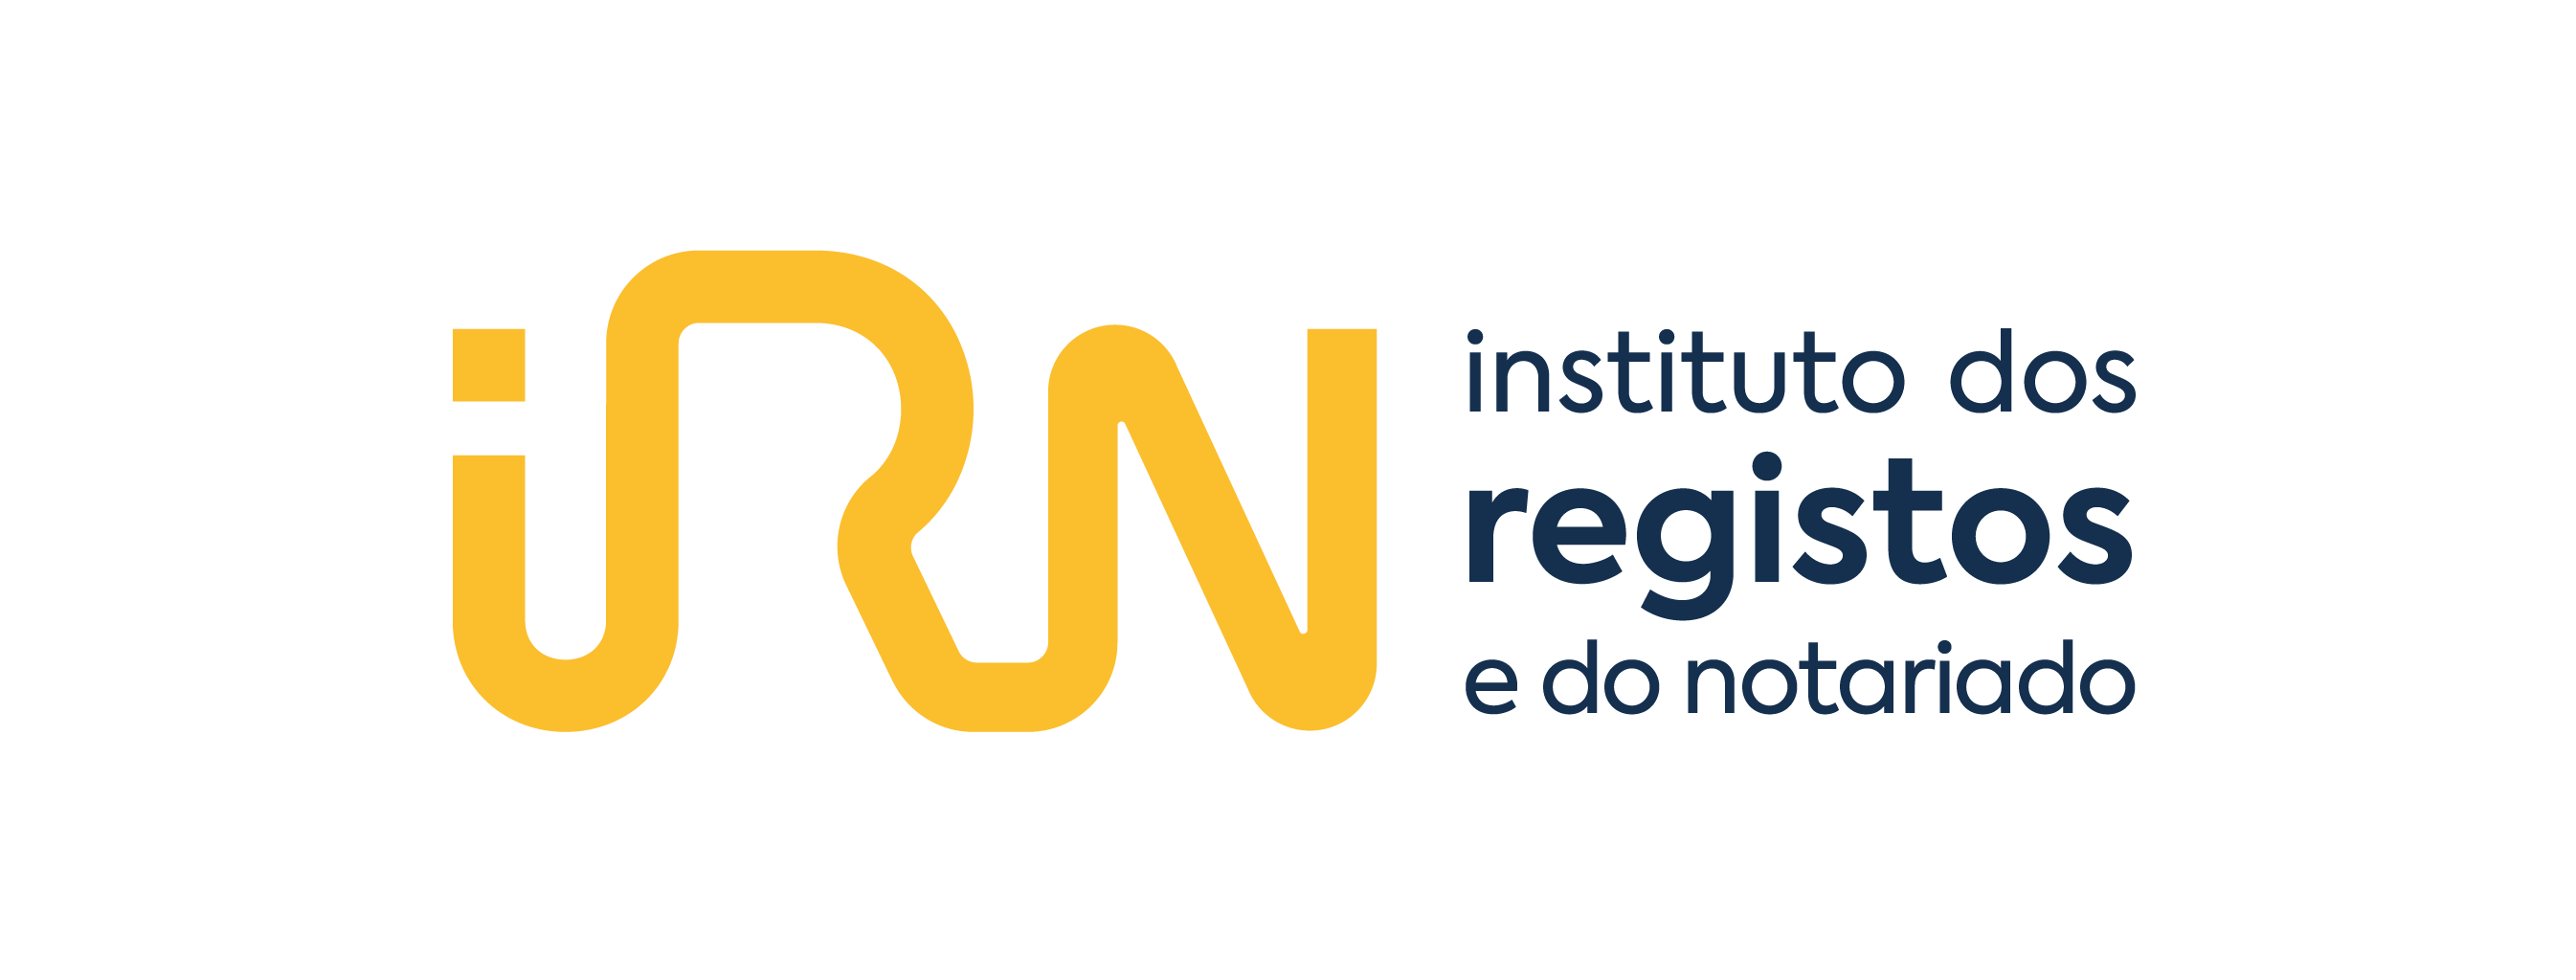 iRN
instituto dos
registos
e do notariado